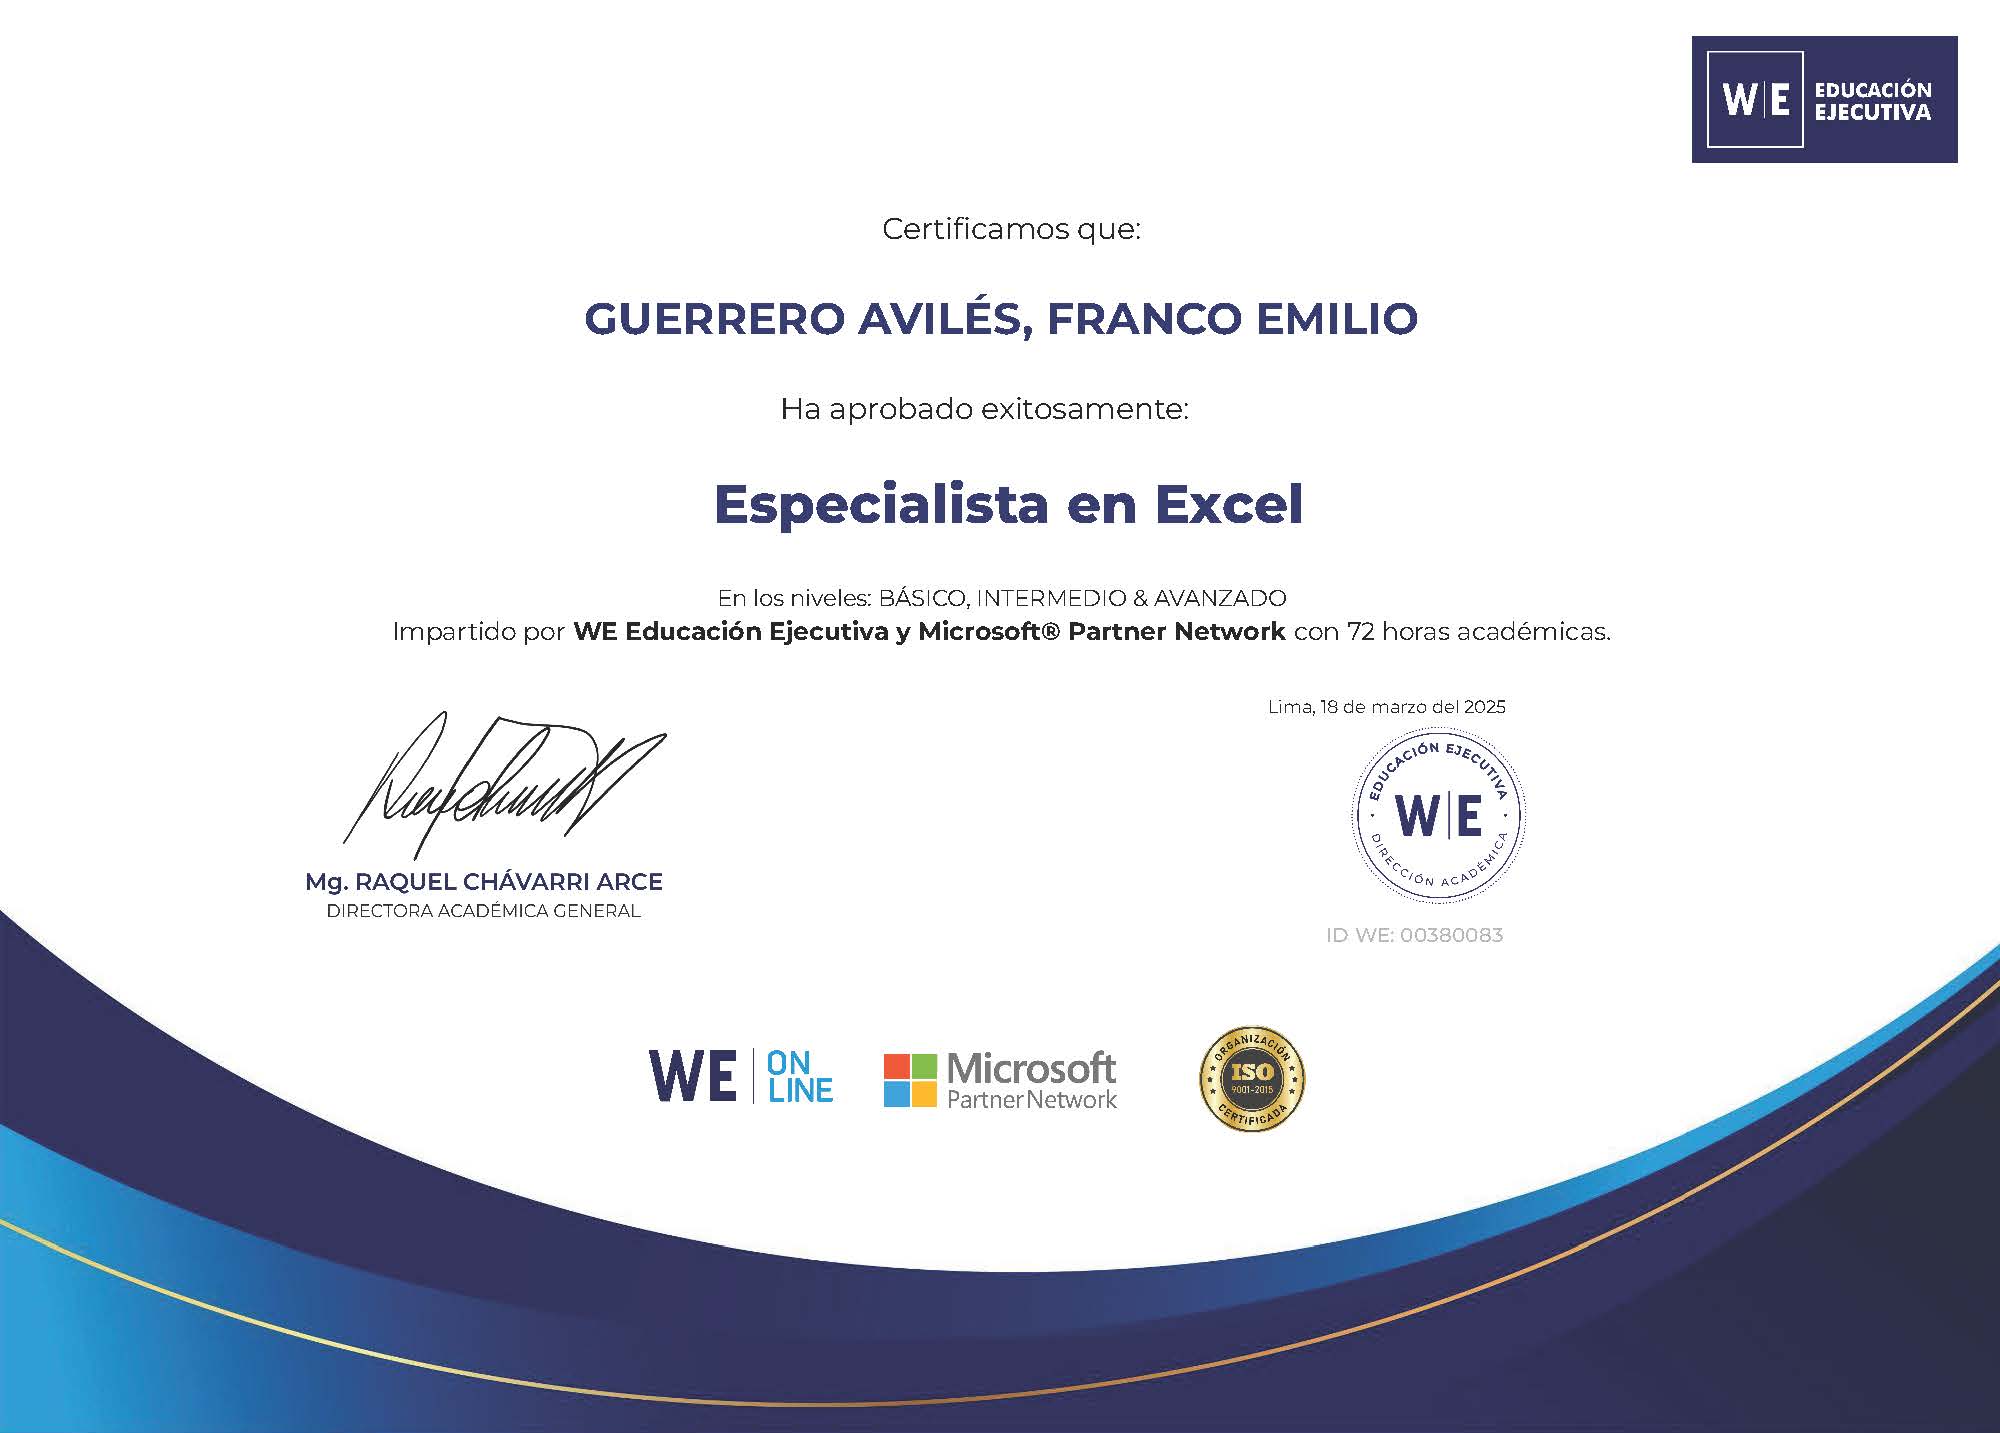 W|E EDUCACIÓN
EJECUTIVA
Certificamos que:
GUERRERO AVILÉS, FRANCO EMILIO
Ha aprobado exitosamente:
Especialista en Excel
En los niveles: BÁSICO, INTERMEDIO & AVANZADO
Impartido por WE Educación Ejecutiva y Microsoft® Partner Network con 72 horas académicas.
Lima, 18 de marzo del 2025
EDUCACIÓN EJECUTIVA
W|E
DIRECCIÓN ACADÉMICA
Mg. RAQUEL CHÁVARRI ARCE
DIRECTORA ACADÉMICA GENERAL
ID WE: 00380083
WE ON
LINE
Microsoft
Partner Network
ORGANIZACIÓN
ISO
9001-2015
CERTIFICADA